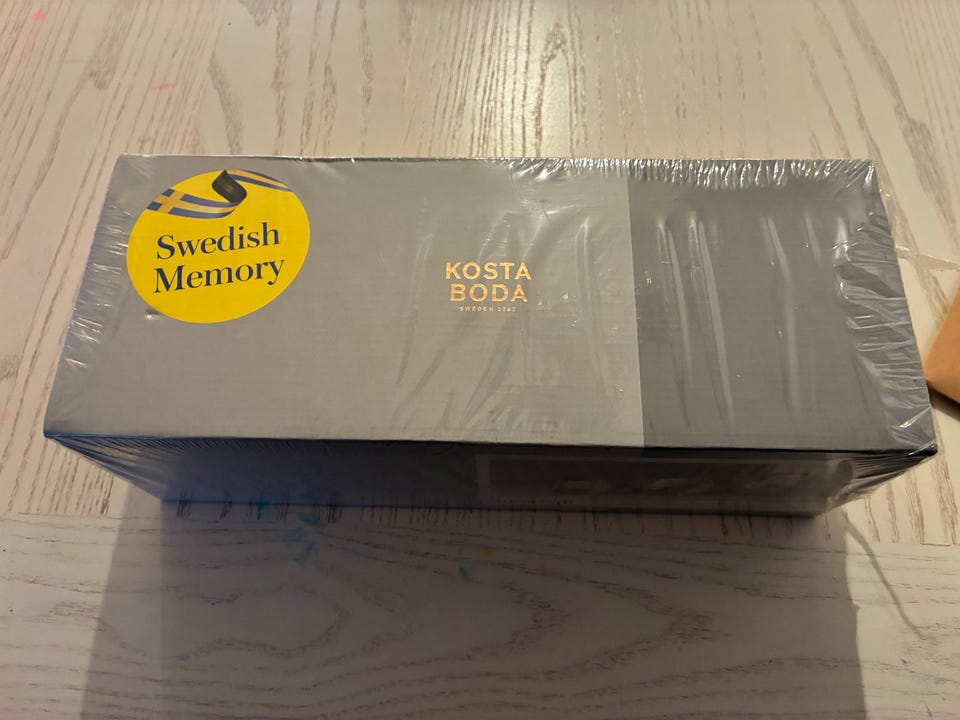 Swedish
Memory
KOSTA
BODA
SWEDEN 1742